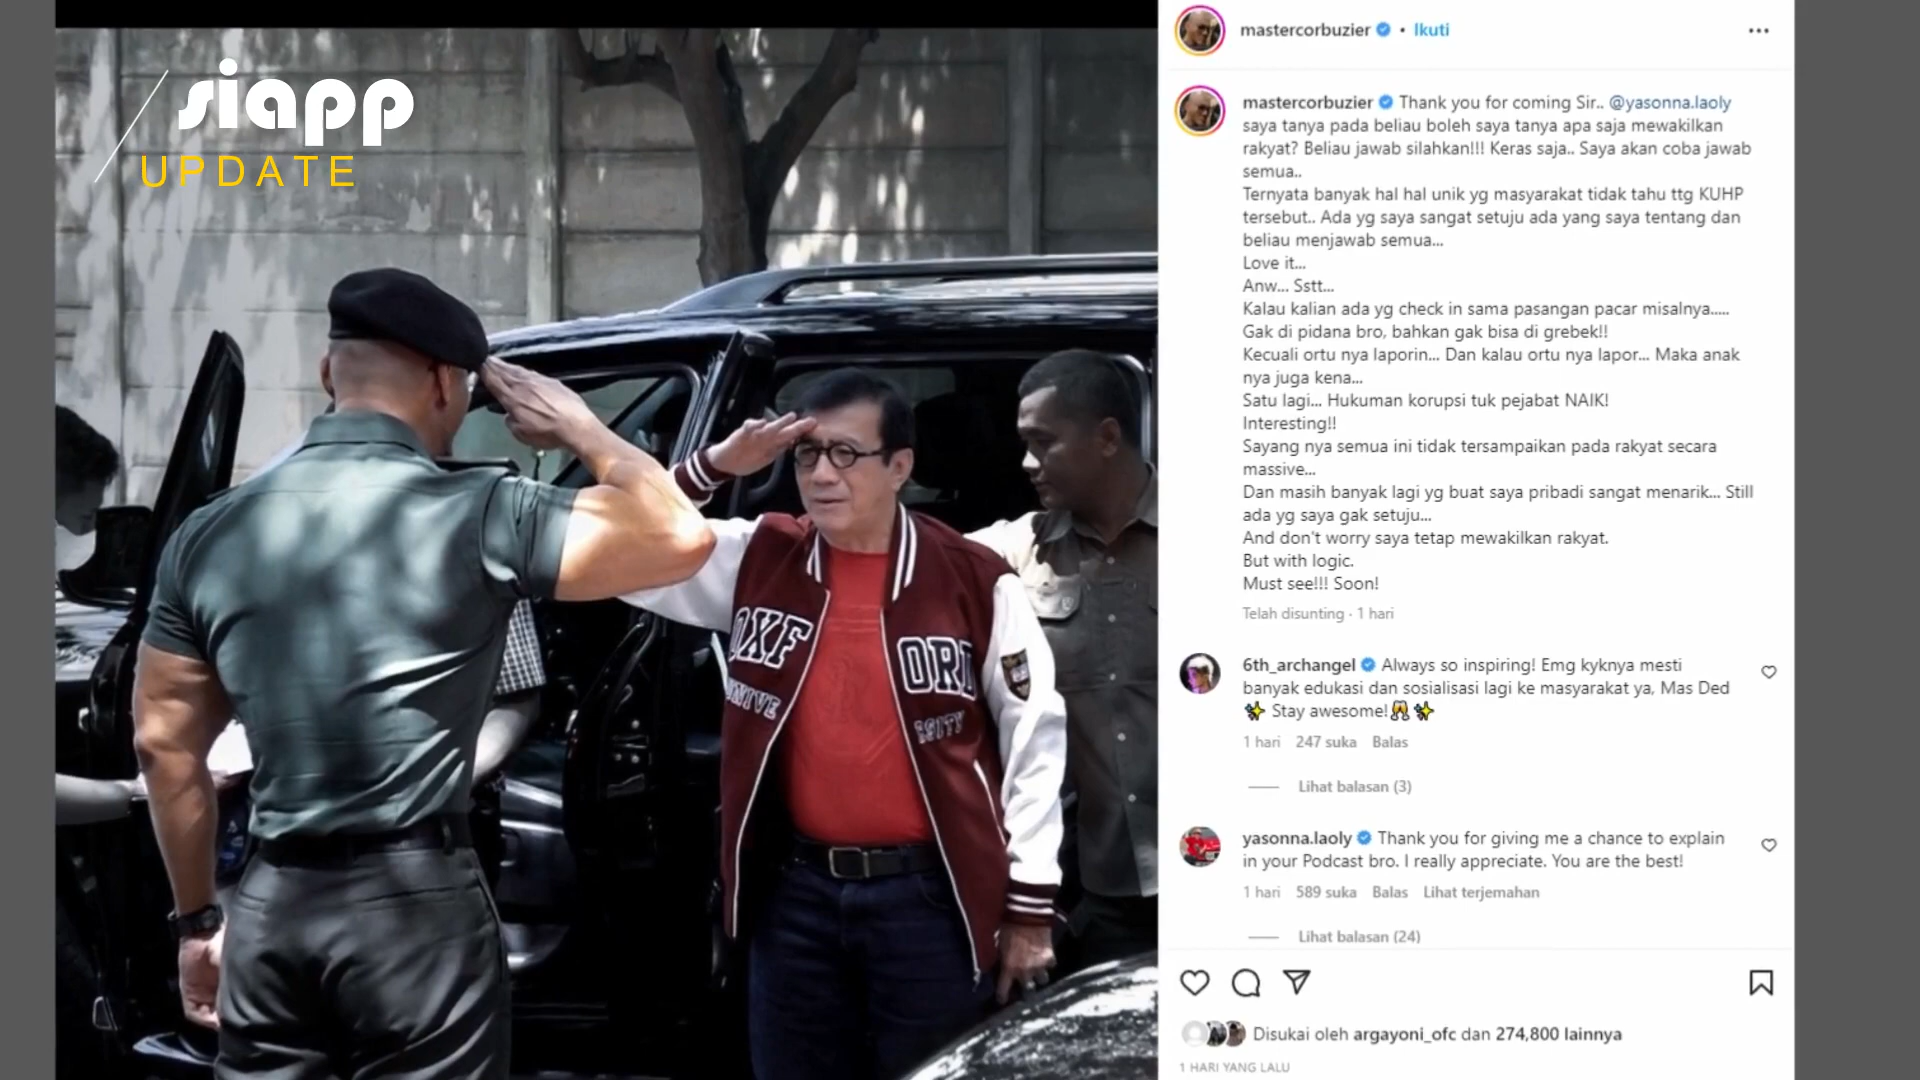 siapp
UPDATE
OXF ORD
UNIVE RSITY
mastercorbuzier • Ikuti
mastercorbuzier Thank you for coming Sir.. @yasonna.laoly
saya tanya pada beliau boleh saya tanya apa saja mewakilkan
rakyat? Beliau jawab silahkan!!! Keras saja.. Saya akan coba jawab
semua..
Ternyata banyak hal hal unik yg masyarakat tidak tahu ttg KUHP
tersebut.. Ada yg saya sangat setuju ada yang saya tentang dan
beliau menjawab semua...
Love it...
Anw... Sstt...
Kalau kalian ada yg check in sama pasangan pacar misalnya.....
Gak di pidana bro, bahkan gak bisa di grebek!!
Kecuali ortu nya laporin... Dan kalau ortu nya lapor... Maka anak
nya juga kena...
Satu lagi... Hukuman korupsi tuk pejabat NAIK!
Interesting!!
Sayang nya semua ini tidak tersampaikan pada rakyat secara
massive...
Dan masih banyak lagi yg buat saya pribadi sangat menarik... Still
ada yg saya gak setuju...
And don't worry saya tetap mewakilkan rakyat.
But with logic.
Must see!!! Soon!
Telah disunting · 1 hari
6th_archangel Always so inspiring! Emg kyknya mesti
banyak edukasi dan sosialisasi lagi ke masyarakat ya, Mas Ded
✨ Stay awesome!🥂✨
1 hari 247 suka Balas
Lihat balasan (3)
yasonna.laoly Thank you for giving me a chance to explain
in your Podcast bro. I really appreciate. You are the best!
1 hari 589 suka Balas Lihat terjemahan
Lihat balasan (24)
Disukai oleh argayoni_ofc dan 274,800 lainnya
1 HARI YANG LALU